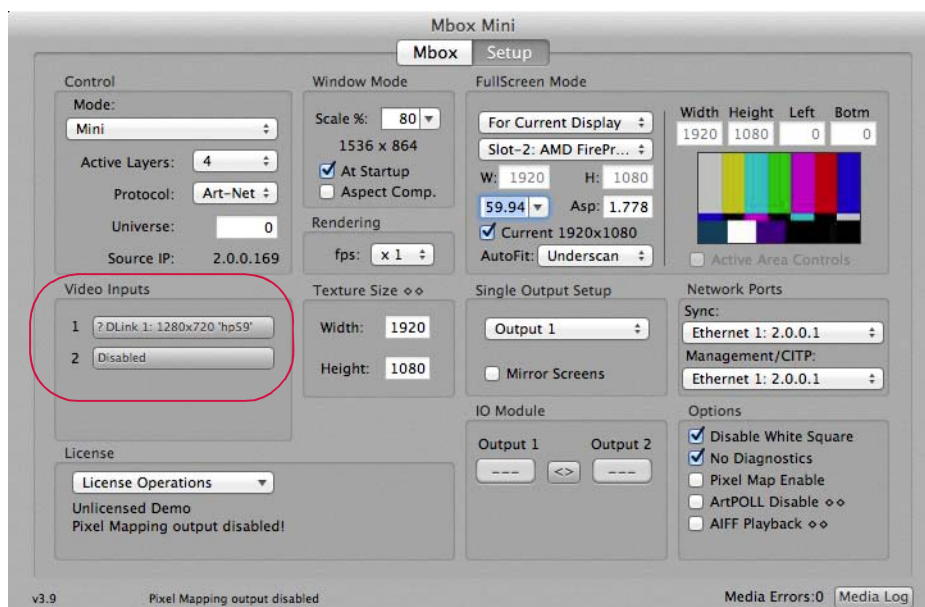 Mbox Mini
Mbox Setup
Control
Mode:
Mini
Active Layers: 4
Protocol: Art-Net
Universe: 0
Source IP: 2.0.0.169
Window Mode
Scale %: 80
1536 x 864
At Startup
Aspect Comp.
Rendering
fps: x 1
FullScreen Mode
For Current Display
Slot-2: AMD FirePr...
W: 1920 H: 1080
59.94 Asp: 1.778
Current 1920x1080
AutoFit: Underscan
Width Height Left Botm
1920 1080 0 0
Active Area Controls
Video Inputs
1 ? DLink 1: 1280x720 'hp59'
2 Disabled
Texture Size ◇◇
Width: 1920
Height: 1080
Single Output Setup
Output 1
Mirror Screens
Network Ports
Sync:
Ethernet 1: 2.0.0.1
Management/CITP:
Ethernet 1: 2.0.0.1
License
License Operations
Unlicensed Demo
Pixel Mapping output disabled!
IO Module
Output 1 Output 2
--- <> ---
Options
Disable White Square
No Diagnostics
Pixel Map Enable
ArtPOLL Disable ◇◇
AIFF Playback ◇◇
v3.9 Pixel Mapping output disabled Media Errors:0 Media Log